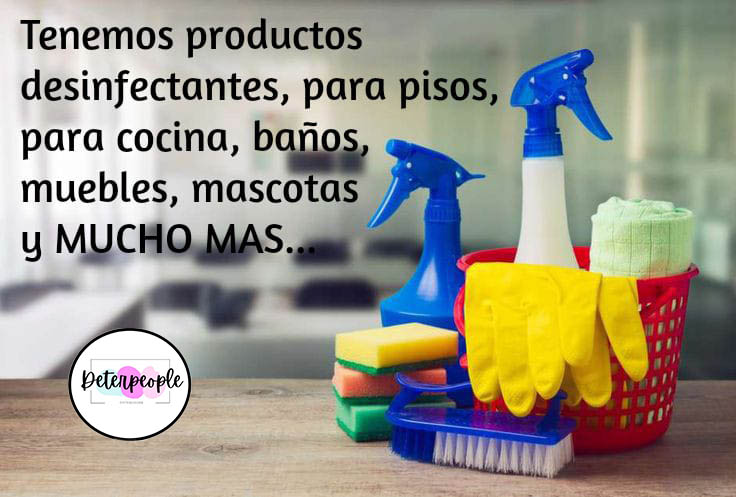 Tenemos productos
desinfectantes, para pisos,
para cocina, baños,
muebles, mascotas
y MUCHO MAS...
Deterpeople